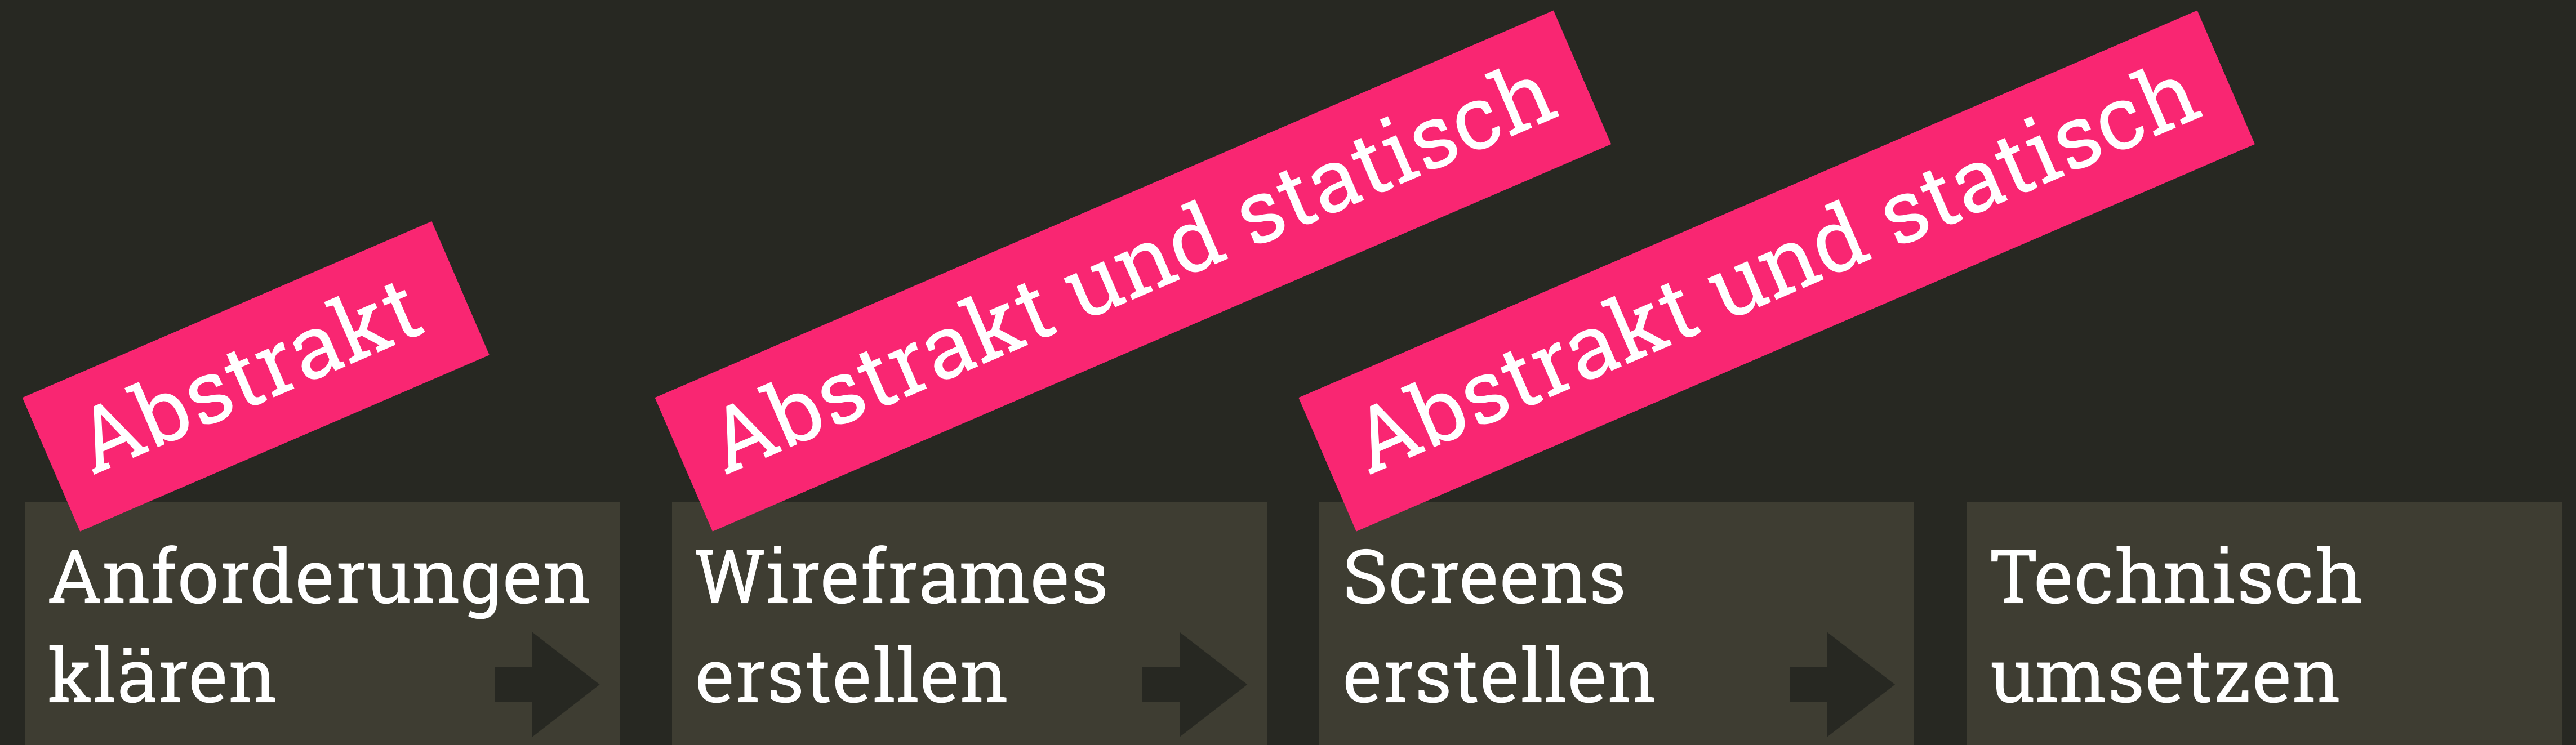 Abstrakt
Abstrakt und statisch
Abstrakt und statisch
Anforderungen
klären
Wireframes
erstellen
Screens
erstellen
Technisch
umsetzen